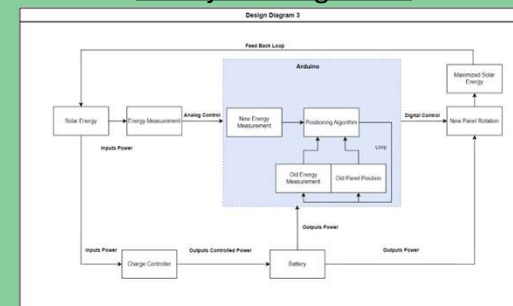 Design Diagram 3
Feed Back Loop
Arduino
Maximized Solar
Energy
Solar Energy
Energy Measurement
Analog Control
New Energy
Measurement
Positioning Algorithm
Digital Control
New Panel Rotation
Inputs Power
Loop
Old Energy
Measurement
Old Panel Position
Outputs Power
Inputs Power
Charge Controller
Outputs Controlled Power
Battery
Outputs Power